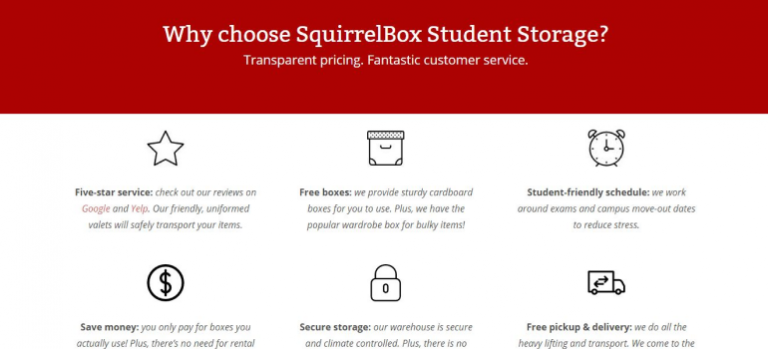 Why choose SquirrelBox Student Storage?
Transparent pricing. Fantastic customer service.
Five-star service: check out our reviews on
Google and Yelp. Our friendly, uniformed
valets will safely transport your items.
Free boxes: we provide sturdy cardboard
boxes for you to use. Plus, we have the
popular wardrobe box for bulky items!
Student-friendly schedule: we work
around exams and campus move-out dates
to reduce stress.
$
Save money: you only pay for boxes you
actually use! Plus, there's no need for rental
0
Secure storage: our warehouse is secure
and climate controlled. Plus, there is no
Free pickup & delivery: we do all the
heavy lifting and transport. We come to the